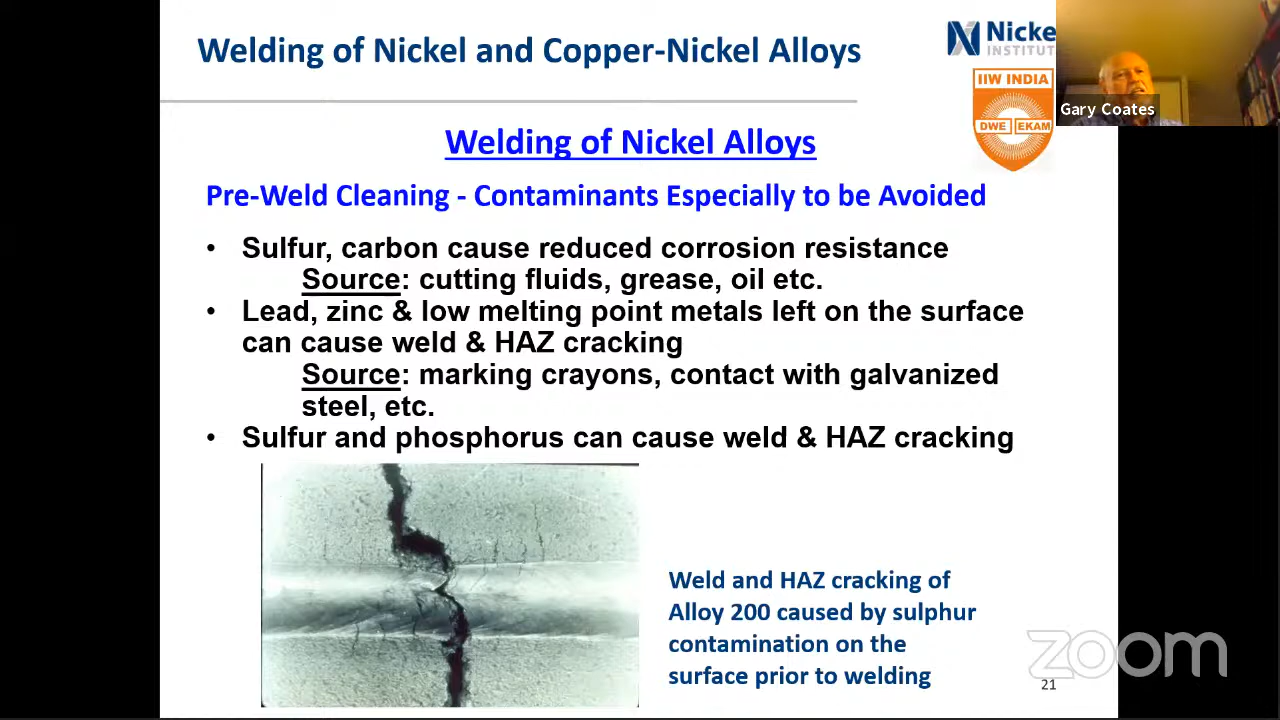 Welding of Nickel and Copper-Nickel Alloys
Nicke
INSTITUT
IIW INDIA
DWE EKAM
Gary Coates
Welding of Nickel Alloys
Pre-Weld Cleaning - Contaminants Especially to be Avoided
• Sulfur, carbon cause reduced corrosion resistance
Source: cutting fluids, grease, oil etc.
• Lead, zinc & low melting point metals left on the surface
can cause weld & HAZ cracking
Source: marking crayons, contact with galvanized
steel, etc.
• Sulfur and phosphorus can cause weld & HAZ cracking
Weld and HAZ cracking of
Alloy 200 caused by sulphur
contamination on the
surface prior to welding
zoom
21